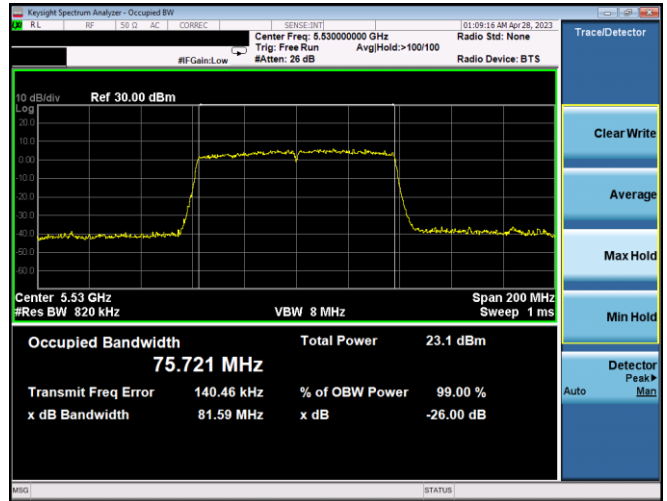 Keysight Spectrum Analyzer - Occupied BW
RL RF 50 Ω AC CORREC SENSE:INT 01:09:16 AM Apr 28, 2023
Center Freq: 5.530000000 GHz Radio Std: None
Trig: Free Run Avg|Hold:>100/100
#IFGain:Low #Atten: 26 dB Radio Device: BTS
Trace/Detector
10 dB/div Ref 30.00 dBm
Log
20.0
10.0
0.00
-10.0
-20.0
-30.0
-40.0
-50.0
-60.0
Center 5.53 GHz Span 200 MHz
#Res BW 820 kHz VBW 8 MHz Sweep 1 ms
Occupied Bandwidth Total Power 23.1 dBm
75.721 MHz
Transmit Freq Error 140.46 kHz % of OBW Power 99.00 %
x dB Bandwidth 81.59 MHz x dB -26.00 dB
Clear Write
Average
Max Hold
Min Hold
Detector
Peak▶
Auto Man
MSG STATUS